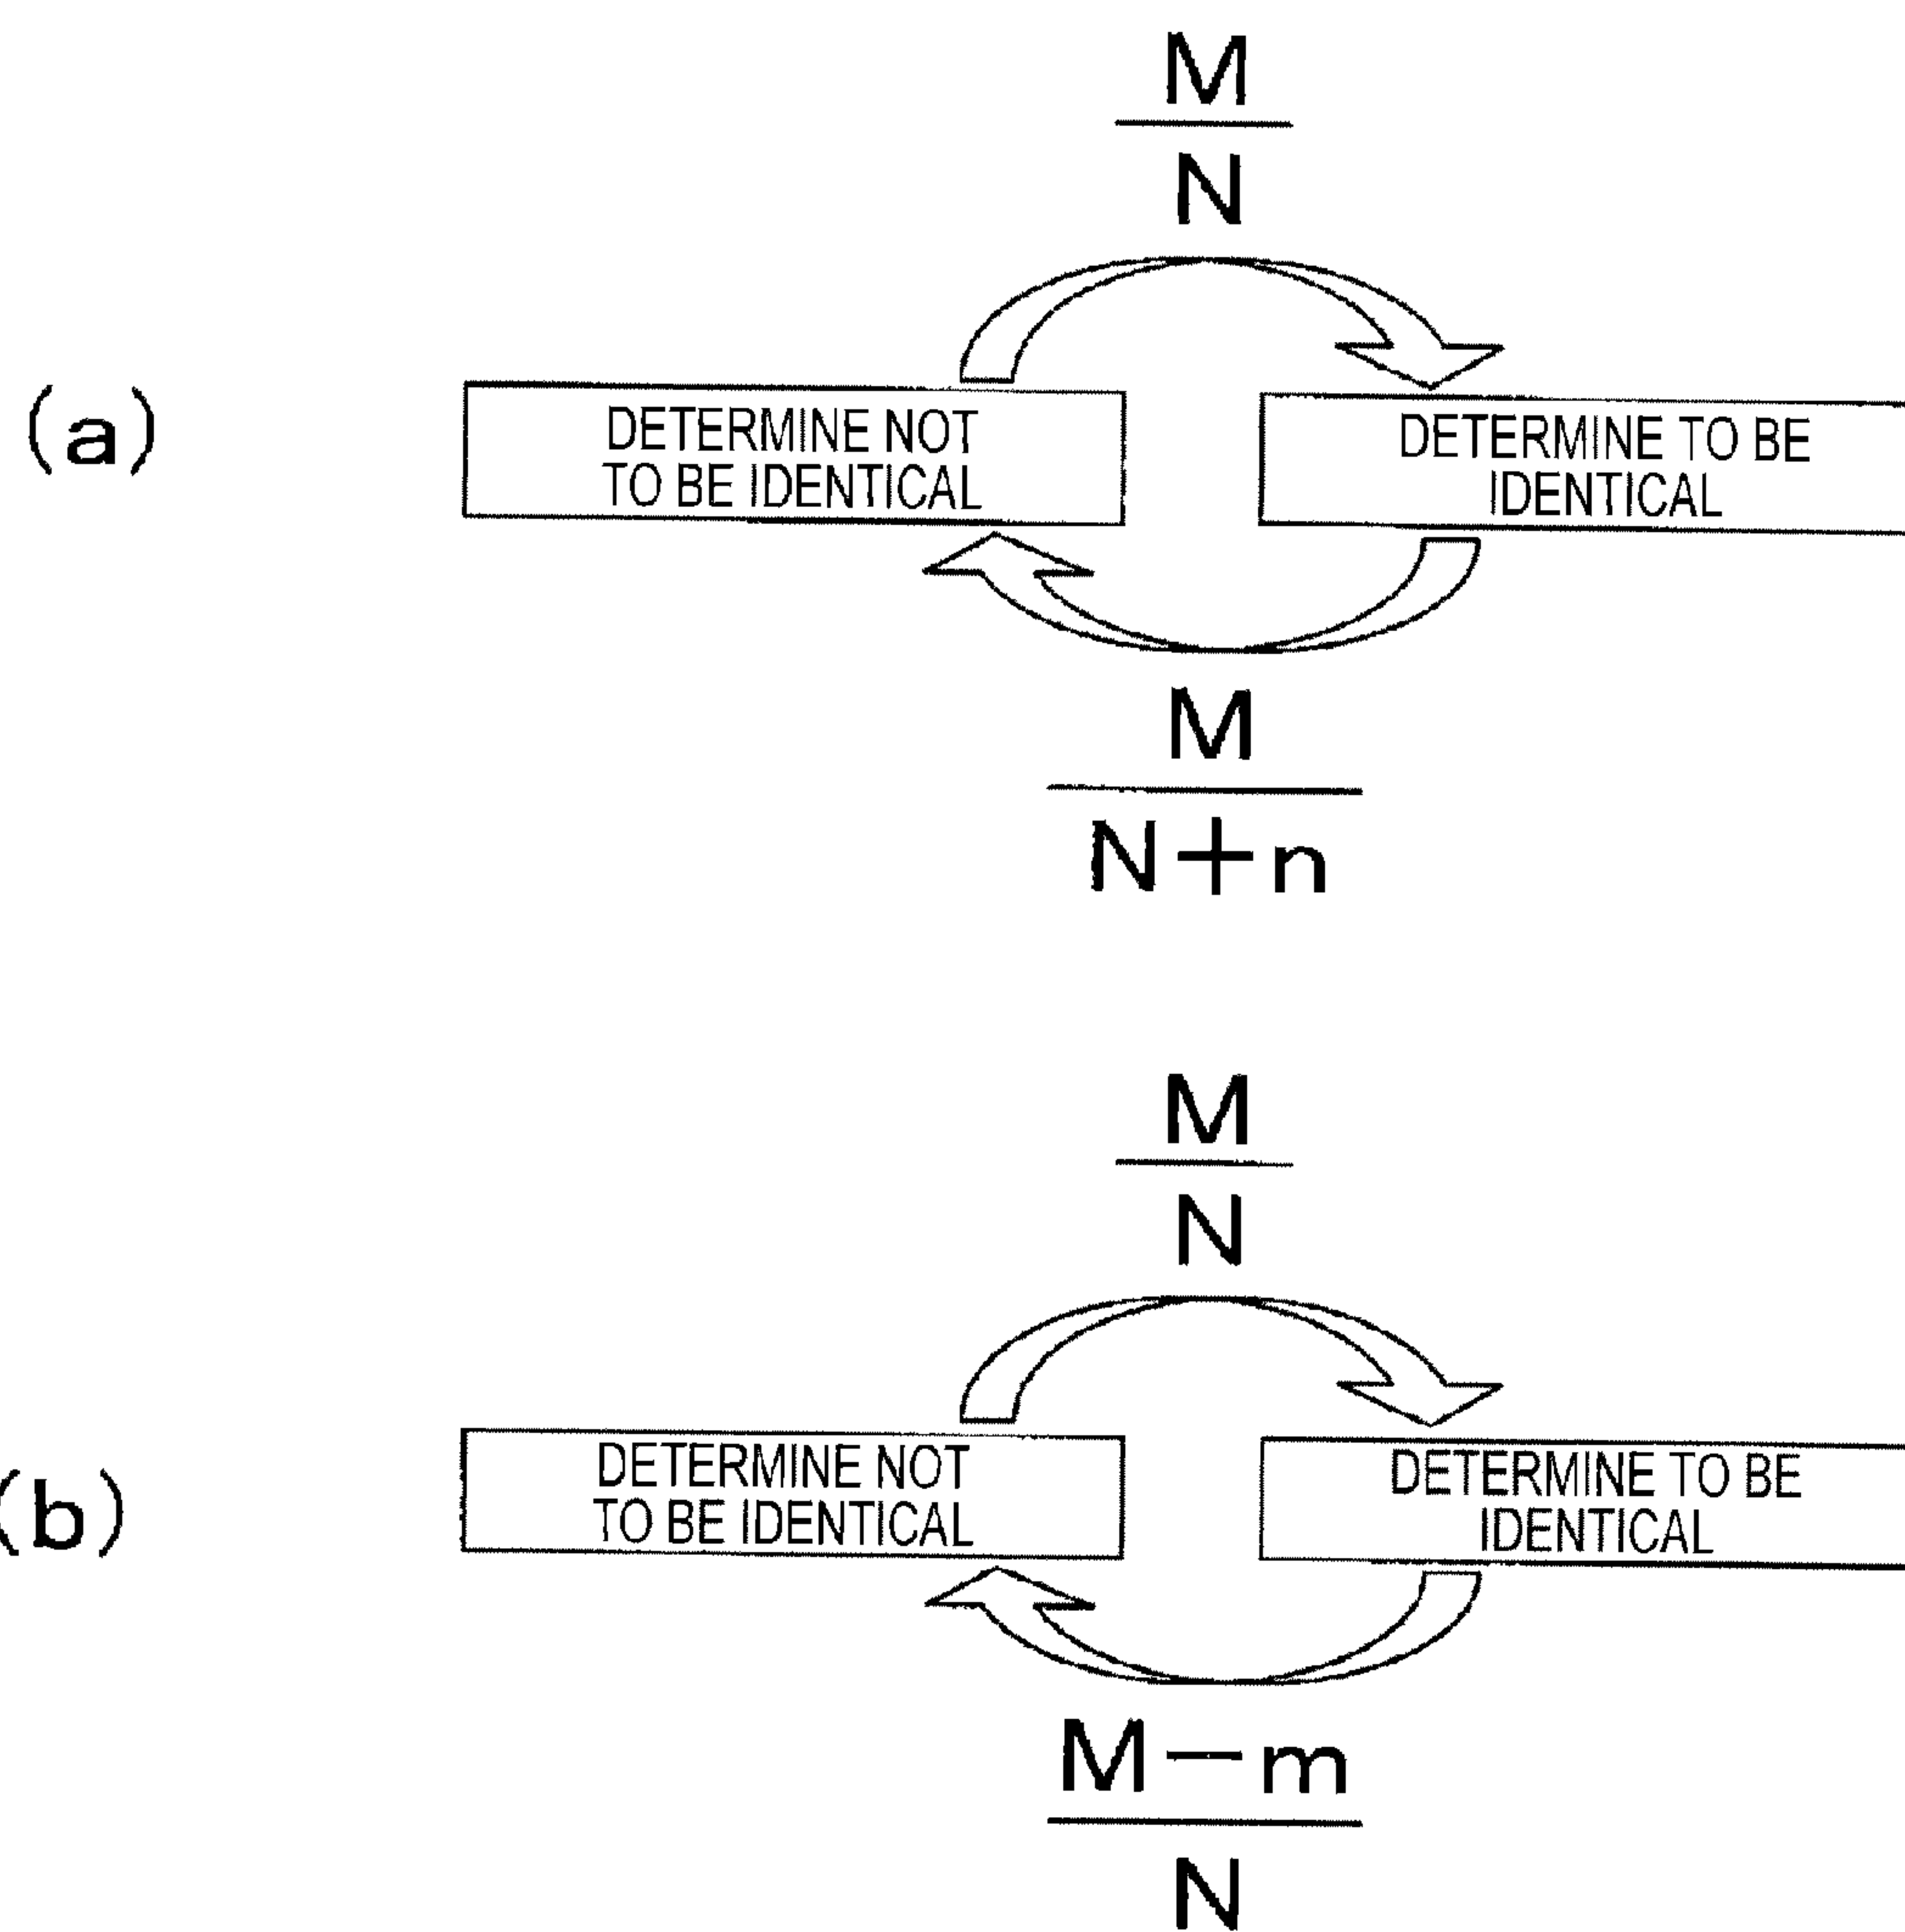 M
N
(a)
DETERMINE NOT
TO BE IDENTICAL
DETERMINE TO BE
IDENTICAL
M
N+n
M
N
(b)
DETERMINE NOT
TO BE IDENTICAL
DETERMINE TO BE
IDENTICAL
M-m
N